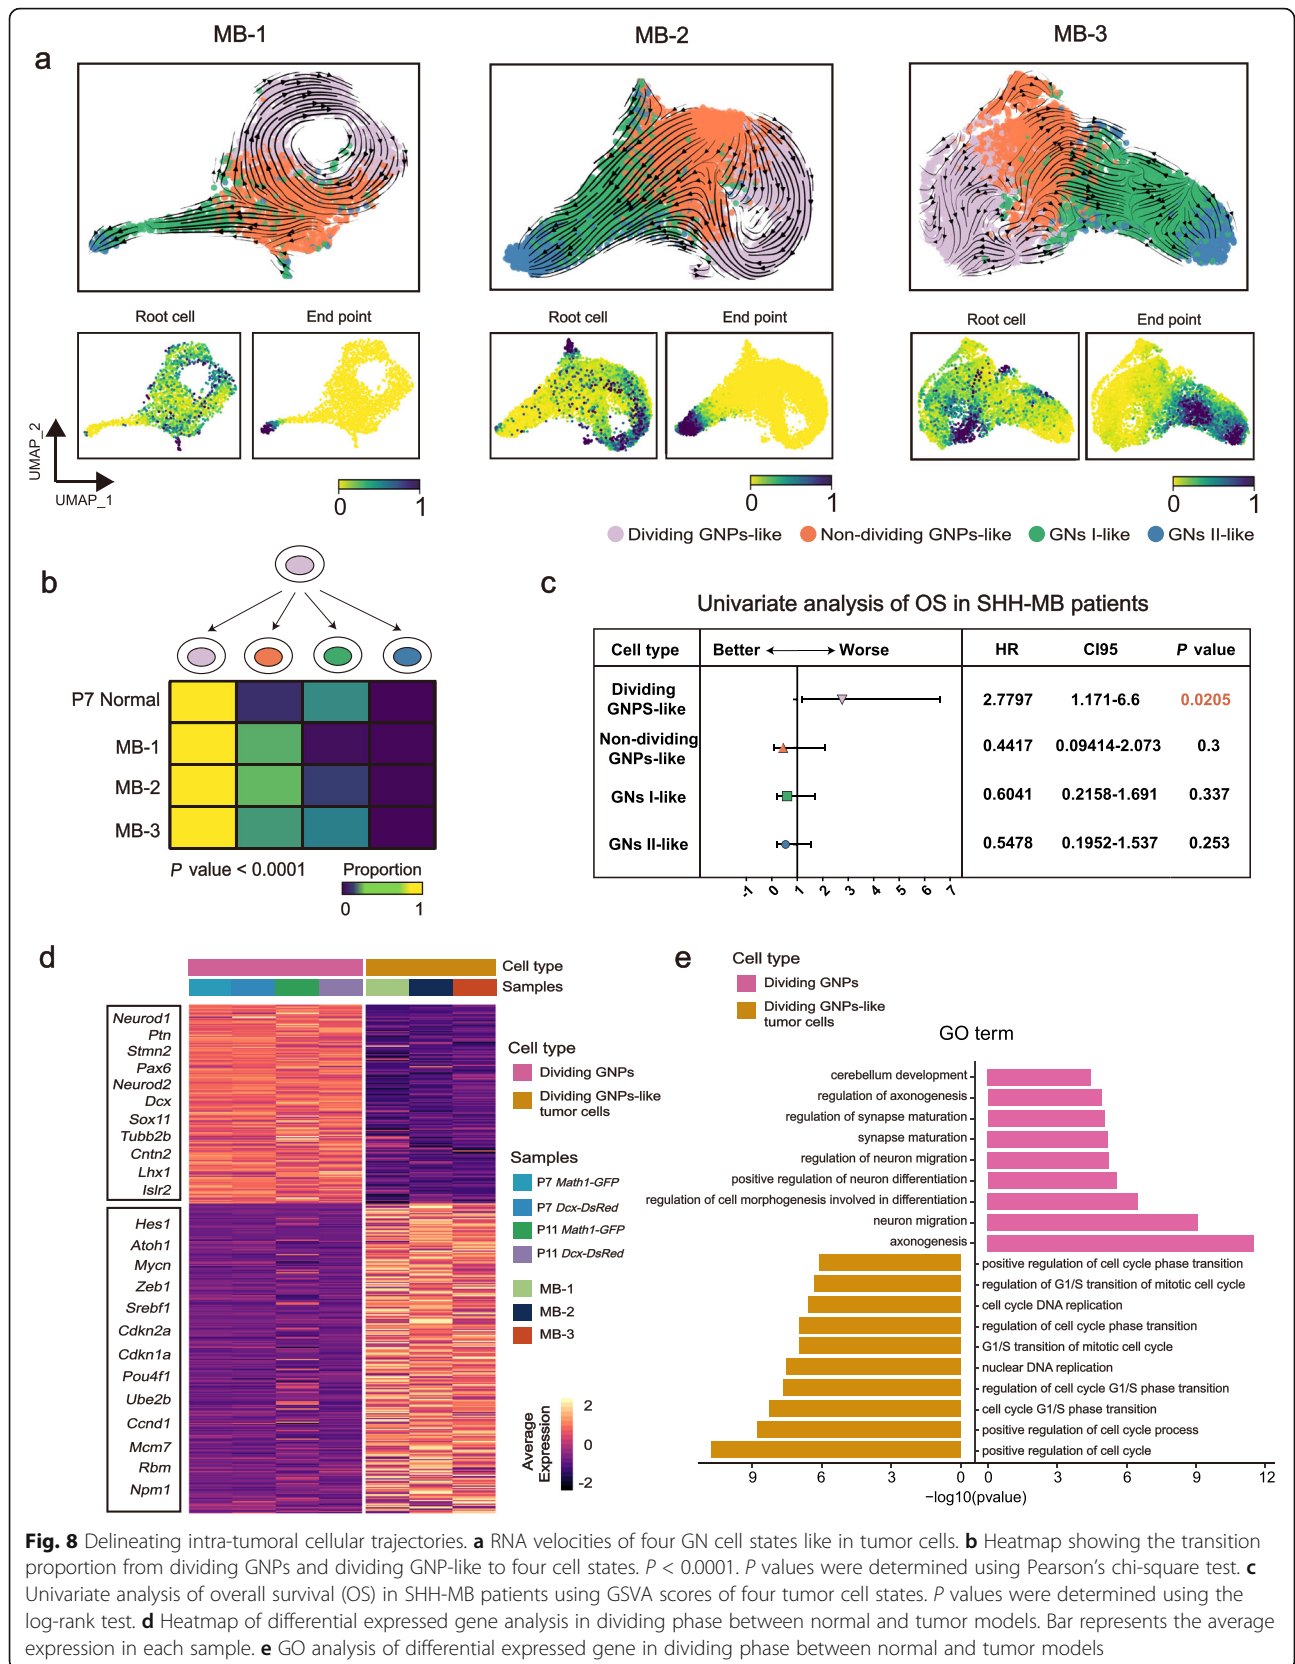 MB-1
MB-2
MB-3
a
Root cell
End point
Root cell
End point
Root cell
End point
UMAP_2
UMAP_1
0 1
0 1
0 1
Dividing GNPs-like
Non-dividing GNPs-like
GNs I-like
GNs II-like
b
P7 Normal
MB-1
MB-2
MB-3
P value < 0.0001
Proportion
0 1
c
Univariate analysis of OS in SHH-MB patients
Cell type Better Worse HR CI95 P value
Dividing
GNPS-like
2.7797 1.171-6.6 0.0205
Non-dividing
GNPs-like
0.4417 0.09414-2.073 0.3
GNs I-like 0.6041 0.2158-1.691 0.337
GNs II-like 0.5478 0.1952-1.537 0.253
-1 0 1 2 3 4 5 6 7
d
Cell type
Samples
Neurod1
Ptn
Stmn2
Pax6
Neurod2
Dcx
Sox11
Tubb2b
Cntn2
Lhx1
Islr2
Hes1
Atoh1
Mycn
Zeb1
Srebf1
Cdkn2a
Cdkn1a
Pou4f1
Ube2b
Ccnd1
Mcm7
Rbm
Npm1
Cell type
Dividing GNPs
Dividing GNPs-like
tumor cells
Samples
P7 Math1-GFP
P7 Dcx-DsRed
P11 Math1-GFP
P11 Dcx-DsRed
MB-1
MB-2
MB-3
Average
Expression
2
0
-2
e
Cell type
Dividing GNPs
Dividing GNPs-like
tumor cells
GO term
cerebellum development
regulation of axonogenesis
regulation of synapse maturation
synapse maturation
regulation of neuron migration
positive regulation of neuron differentiation
regulation of cell morphogenesis involved in differentiation
neuron migration
axonogenesis
positive regulation of cell cycle phase transition
regulation of G1/S transition of mitotic cell cycle
cell cycle DNA replication
regulation of cell cycle phase transition
G1/S transition of mitotic cell cycle
nuclear DNA replication
regulation of cell cycle G1/S phase transition
cell cycle G1/S phase transition
positive regulation of cell cycle process
positive regulation of cell cycle
9 6 3 0 0 3 6 9 12
−log10(pvalue)
Fig. 8 Delineating intra-tumoral cellular trajectories. a RNA velocities of four GN cell states like in tumor cells. b Heatmap showing the transition
proportion from dividing GNPs and dividing GNP-like to four cell states. P < 0.0001. P values were determined using Pearson's chi-square test. c
Univariate analysis of overall survival (OS) in SHH-MB patients using GSVA scores of four tumor cell states. P values were determined using the
log-rank test. d Heatmap of differential expressed gene analysis in dividing phase between normal and tumor models. Bar represents the average
expression in each sample. e GO analysis of differential expressed gene in dividing phase between normal and tumor models